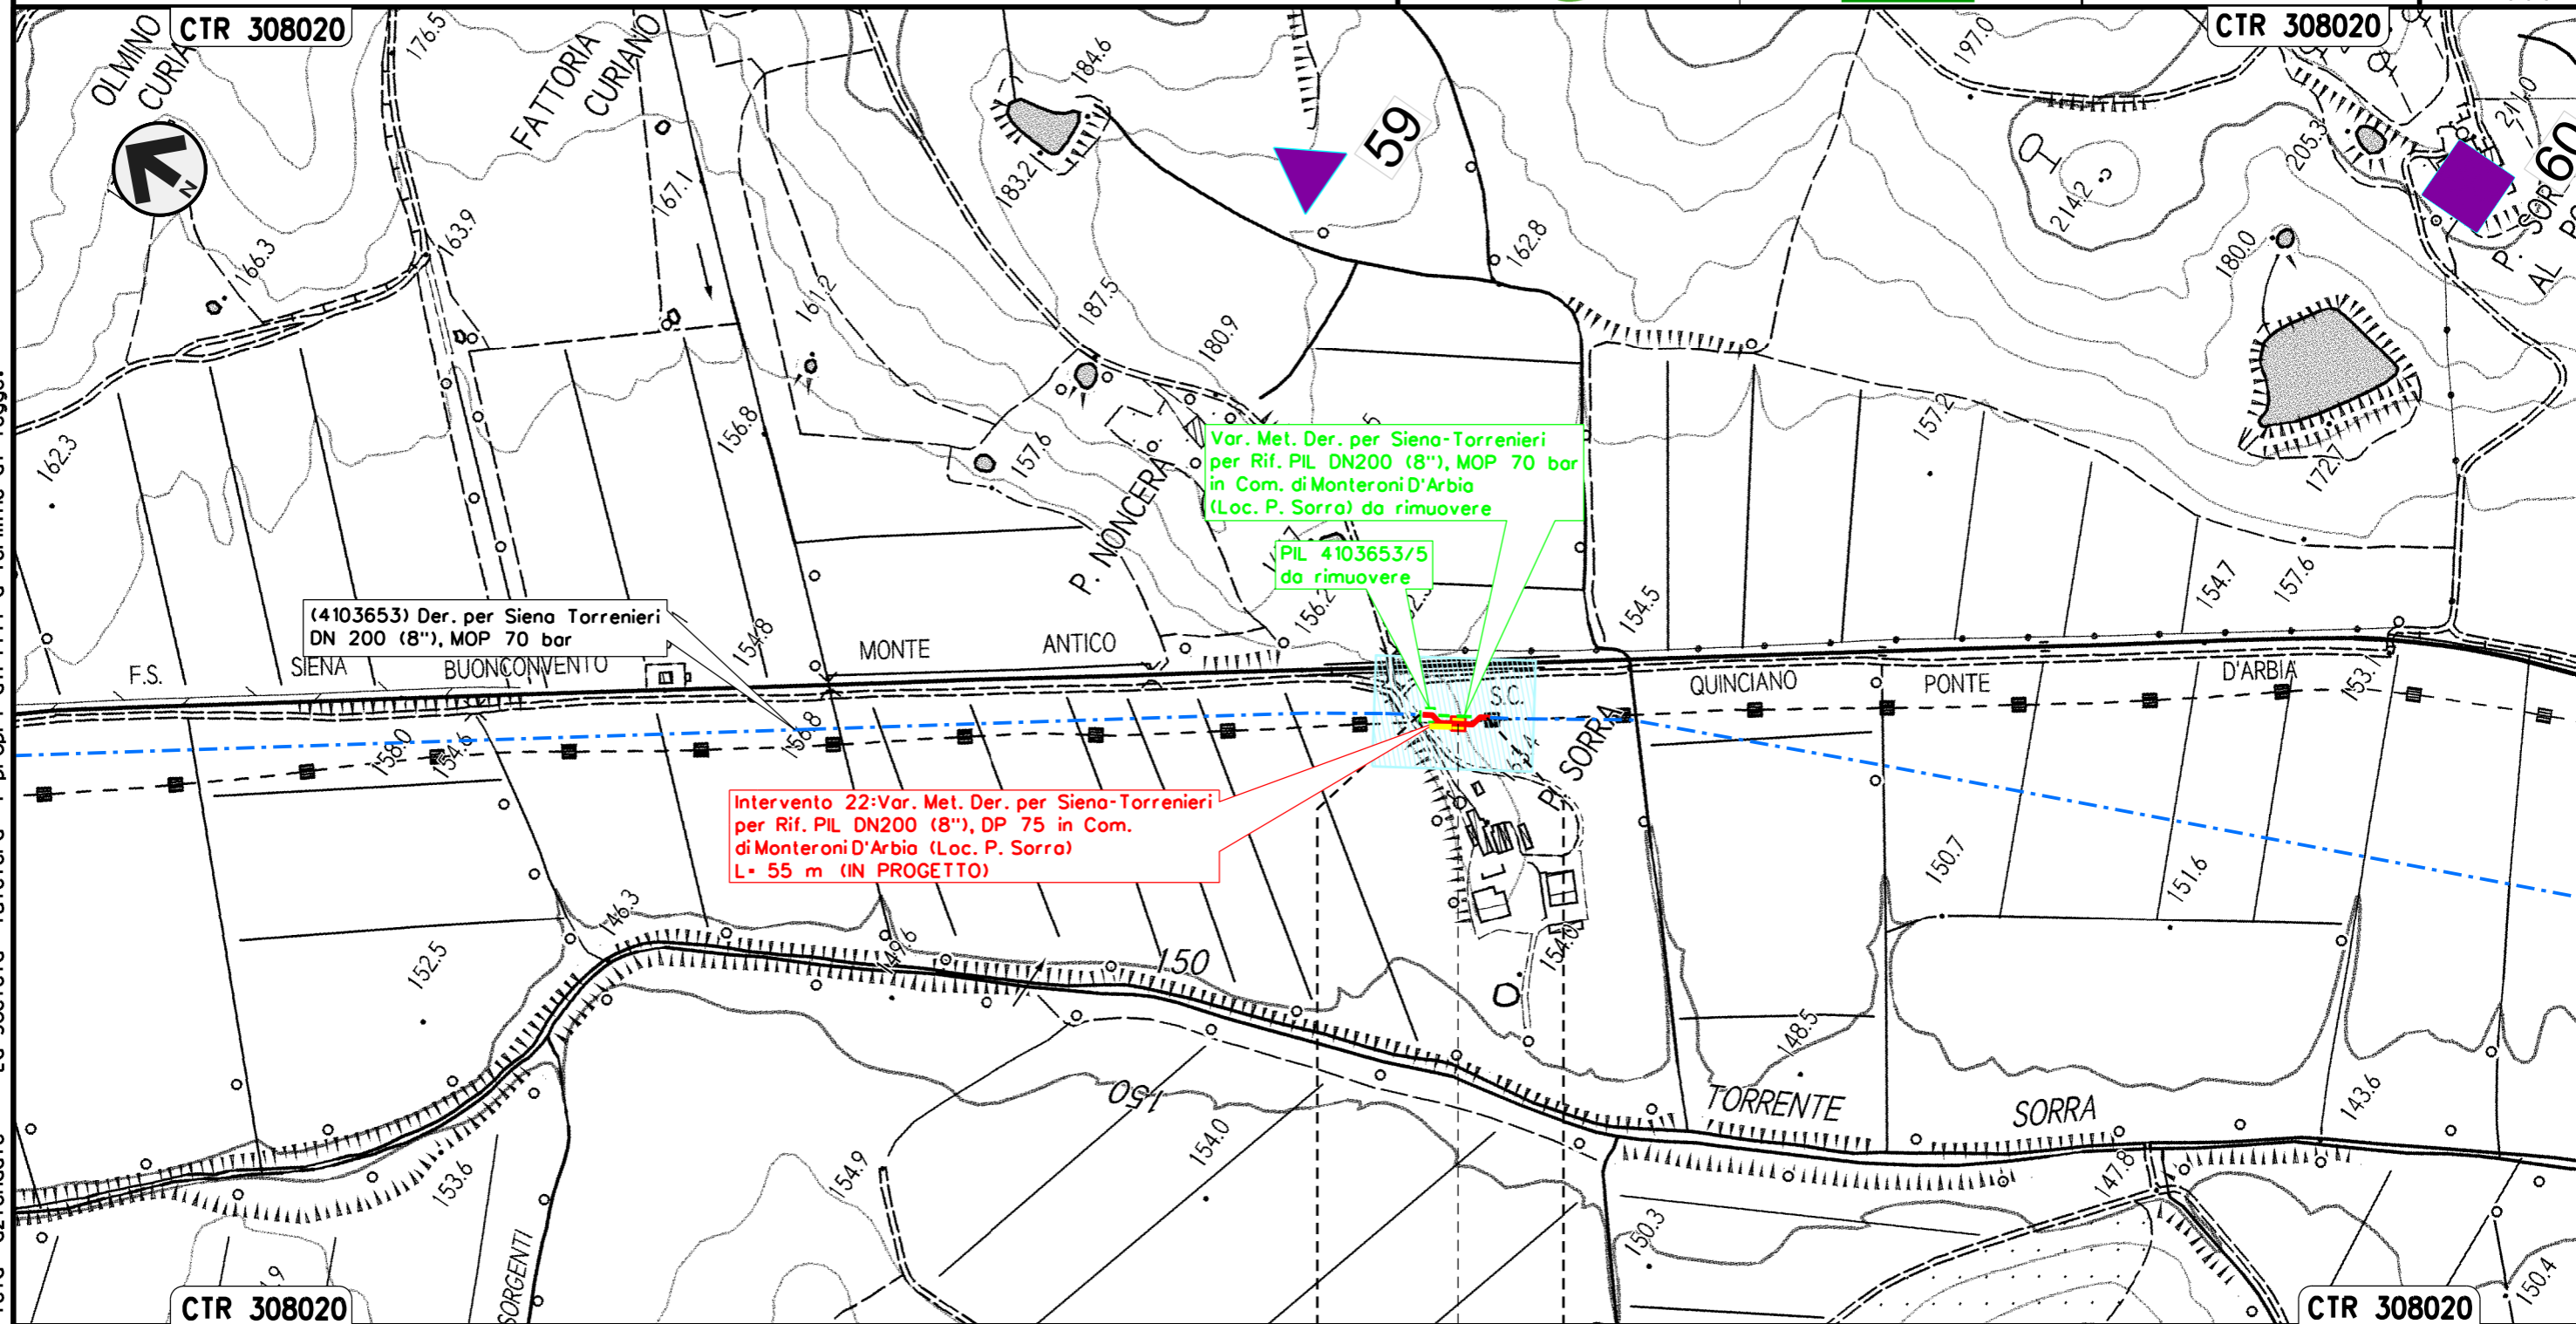 CTR 308020
CTR 308020
OLMINO
CURIA
176.5
FATTORIA
CURIANO
184.6
183.2
59
197.0
211.0
205.3
60
214.2
P. SOR
AL
180.0
N
166.3
163.9
167.1
161.2
187.5
180.9
162.8
162.3
156.8
157.6
P. NONCERA
157.2
172.7
Var. Met. Der. per Siena-Torrenieri
per Rif. PIL DN200 (8"), MOP 70 bar
in Com. di Monteroni D'Arbia
(Loc. P. Sorra) da rimuovere
PIL 4103653/5
da rimuovere
156.2
154.5
154.7
157.6
(4103653) Der. per Siena Torrenieri
DN 200 (8"), MOP 70 bar
154.8
F.S. SIENA BUONCONVENTO MONTE ANTICO
S.C.
QUINCIANO PONTE D'ARBIA
153.1
158.0
154.6
156.8
P. SORRA
Intervento 22:Var. Met. Der. per Siena-Torrenieri
per Rif. PIL DN200 (8"), DP 75 in Com.
di Monteroni D'Arbia (Loc. P. Sorra)
L= 55 m (IN PROGETTO)
150.7
151.6
146.3
149.6
152.5
150
154.0
148.5
150
TORRENTE SORRA
143.6
154.0
154.9
153.6
147.8
150.3
SORGENTI
150.4
CTR 308020
CTR 308020